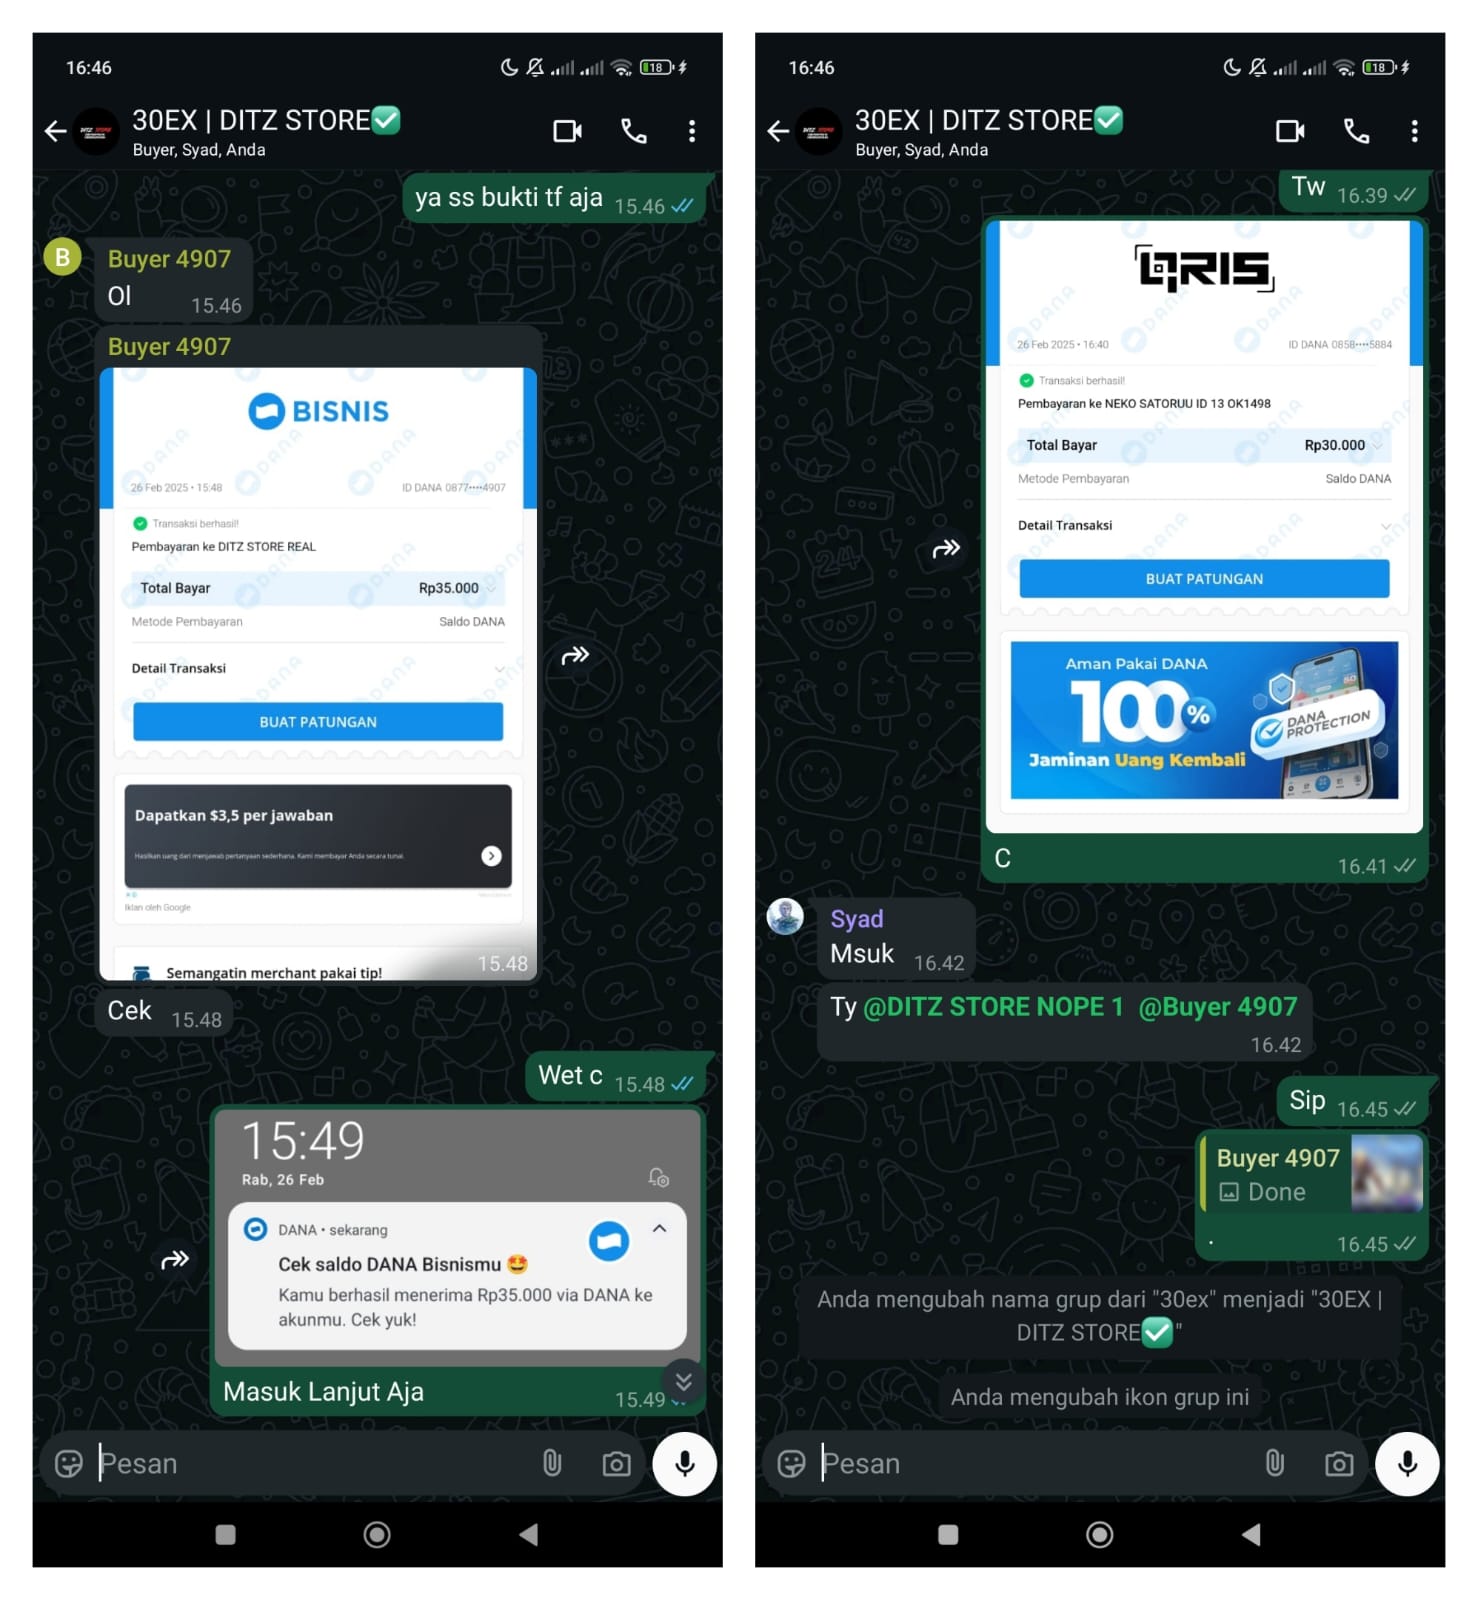 16:46
18
30EX | DITZ STORE✅
Buyer, Syad, Anda
ya ss bukti tf aja 15.46
B
Buyer 4907
Ol 15.46
Buyer 4907
BISNIS
26 Feb 2025 • 15:48 ID DANA 0877····4907
Transaksi berhasil!
Pembayaran ke DITZ STORE REAL
Total Bayar Rp35.000
Metode Pembayaran Saldo DANA
Detail Transaksi
BUAT PATUNGAN
Dapatkan $3,5 per jawaban
Hasilkan uang dari menjawab pertanyaan sederhana. Kami membayar Anda secara tunai.
Iklan oleh Google
Semangatin merchant pakai tip!
15.48
Cek 15.48
Wet c 15.48
15:49
Rab, 26 Feb
DANA • sekarang
Cek saldo DANA Bisnismu 🤩
Kamu berhasil menerima Rp35.000 via DANA ke
akunmu. Cek yuk!
Masuk Lanjut Aja 15.49
Pesan
16:46
18
30EX | DITZ STORE✅
Buyer, Syad, Anda
Tw 16.39
QRIS
26 Feb 2025 • 16:40 ID DANA 0858····5884
Transaksi berhasil!
Pembayaran ke NEKO SATORUU ID 13 OK1498
Total Bayar Rp30.000
Metode Pembayaran Saldo DANA
Detail Transaksi
BUAT PATUNGAN
Aman Pakai DANA
100%
Jaminan Uang Kembali
DANA
PROTECTION
C 16.41
Syad
Msuk 16.42
Ty @DITZ STORE NOPE 1 @Buyer 4907
16.42
Sip 16.45
Buyer 4907
Done
. 16.45
Anda mengubah nama grup dari "30ex" menjadi "30EX |
DITZ STORE✅"
Anda mengubah ikon grup ini
Pesan